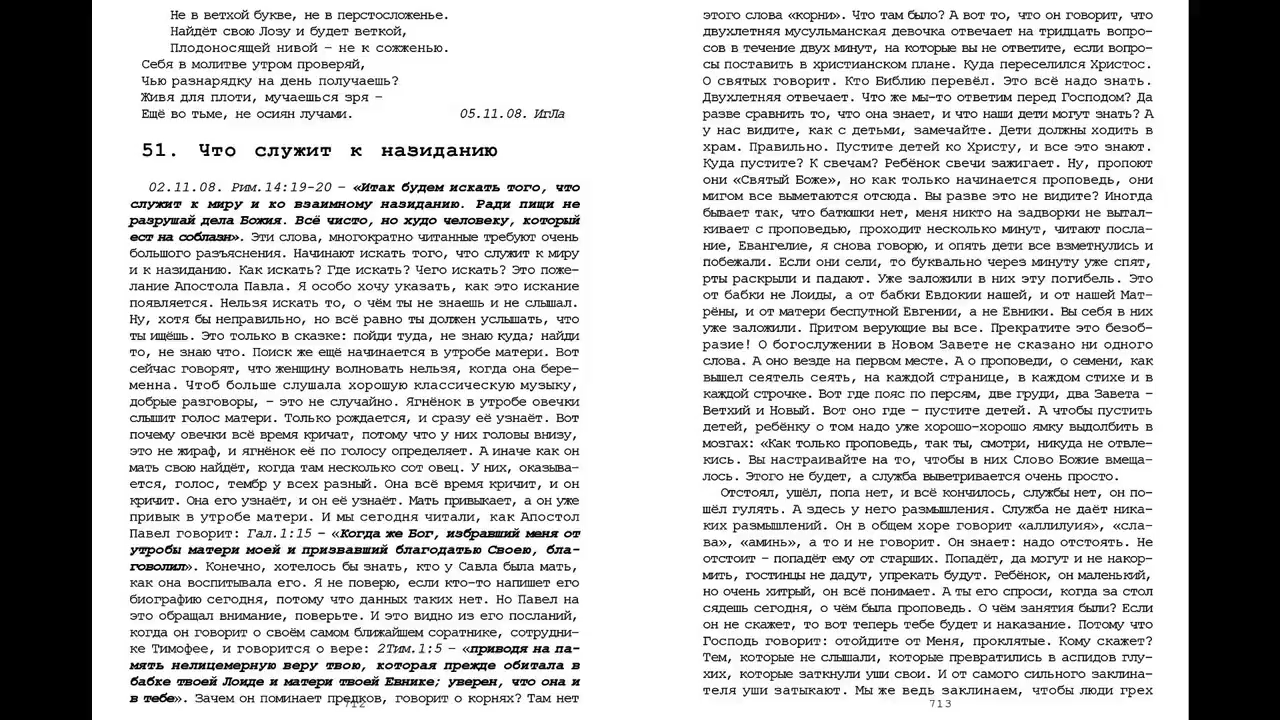 Не в ветхой букве, не в перстосложенье.
Найдёт свою Лозу и будет веткой,
Плодоносящей нивой – не к сожженью.
Себя в молитве утром проверяй,
Чью разнарядку на день получаешь?
Живя для плоти, мучаешься зря –
Ещё во тьме, не осиян лучами. 05.11.08. ИгЛа
51. Что служит к назиданию
02.11.08. Рим.14:19-20 – «Итак будем искать того, что
служит к миру и ко взаимному назиданию. Ради пищи не
разрушай дела Божия. Всё чисто, но худо человеку, который
ест на соблазн». Эти слова, многократно читанные требуют очень
большого разъяснения. Начинают искать того, что служит к миру
и к назиданию. Как искать? Где искать? Чего искать? Это поже-
лание Апостола Павла. Я особо хочу указать, как это искание
появляется. Нельзя искать то, о чём ты не знаешь и не слышал.
Ну, хотя бы неправильно, но всё равно ты должен услышать, что
ты ищёшь. Это только в сказке: пойди туда, не знаю куда; найди
то, не знаю что. Поиск же ещё начинается в утробе матери. Вот
сейчас говорят, что женщину волновать нельзя, когда она бере-
менна. Чтоб больше слушала хорошую классическую музыку,
добрые разговоры, – это не случайно. Ягнёнок в утробе овечки
слышит голос матери. Только рождается, и сразу её узнаёт. Вот
почему овечки всё время кричат, потому что у них головы внизу,
это не жираф, и ягнёнок её по голосу определяет. А иначе как он
мать свою найдёт, когда там несколько сот овец. У них, оказыва-
ется, голос, тембр у всех разный. Она всё время кричит, и он
кричит. Она его узнаёт, и он её узнаёт. Мать привыкает, а он уже
привык в утробе матери. И мы сегодня читали, как Апостол
Павел говорит: Гал.1:15 – «Когда же Бог, избравший меня от
утробы матери моей и призвавший благодатью Своею, бла-
говолил». Конечно, хотелось бы знать, кто у Савла была мать,
как она воспитывала его. Я не поверю, если кто-то напишет его
биографию сегодня, потому что данных таких нет. Но Павел на
это обращал внимание, поверьте. И это видно из его посланий,
когда он говорит о своём самом ближайшем соратнике, сотрудни-
ке Тимофее, и говорится о вере: 2Тим.1:5 – «приводя на па-
мять нелицемерную веру твою, которая прежде обитала в
бабке твоей Лоиде и матери твоей Евнике; уверен, что она и
в тебе». Зачем он поминает предков, говорит о корнях? Там нет
712
этого слова «корни». Что там было? А вот то, что он говорит, что
двухлетняя мусульманская девочка отвечает на тридцать вопро-
сов в течение двух минут, на которые вы не ответите, если вопро-
сы поставить в христианском плане. Куда переселился Христос.
О святых говорит. Кто Библию перевёл. Это всё надо знать.
Двухлетняя отвечает. Что же мы-то ответим перед Господом? Да
разве сравнить то, что она знает, и что наши дети могут знать? А
у нас видите, как с детьми, замечайте. Дети должны ходить в
храм. Правильно. Пустите детей ко Христу, и все это знают.
Куда пустите? К свечам? Ребёнок свечи зажигает. Ну, пропоют
они «Святый Боже», но как только начинается проповедь, они
мигом все выметаются отсюда. Вы разве это не видите? Иногда
бывает так, что батюшки нет, меня никто на задворки не вытал-
кивает с проповедью, проходит несколько минут, читают посла-
ние, Евангелие, я снова говорю, и опять дети все взметнулись и
побежали. Если они сели, то буквально через минуту уже спят,
рты раскрыли и падают. Уже заложили в них эту погибель. Это
от бабки не Лоиды, а от бабки Евдокии нашей, и от нашей Мат-
рёны, и от матери беспутной Евгении, а не Евники. Вы себя в них
уже заложили. Притом верующие вы все. Прекратите это безоб-
разие! О богослужении в Новом Завете не сказано ни одного
слова. А оно везде на первом месте. А о проповеди, о семени, как
вышел сеятель сеять, на каждой странице, в каждом стихе и в
каждой строчке. Вот где пояс по персям, две груди, два Завета –
Ветхий и Новый. Вот оно где – пустите детей. А чтобы пустить
детей, ребёнку о том надо уже хорошо-хорошо ямку выдолбить в
мозгах: «Как только проповедь, так ты, смотри, никуда не отвле-
кись. Вы настраивайте на то, чтобы в них Слово Божие вмеща-
лось. Этого не будет, а служба выветривается очень просто.
Отстоял, ушёл, попа нет, и всё кончилось, службы нет, он по-
шёл гулять. А здесь у него размышления. Служба не даёт ника-
ких размышлений. Он в общем хоре говорит «аллилуия», «сла-
ва», «аминь», а то и не говорит. Он знает: надо отстоять. Не
отстоит – попадёт ему от старших. Попадёт, да могут и не накор-
мить, гостинцы не дадут, упрекать будут. Ребёнок, он маленький,
но очень хитрый, он всё понимает. А ты его спроси, когда за стол
сядешь сегодня, о чём была проповедь. О чём занятия были? Если
он не скажет, то вот теперь тебе будет и наказание. Потому что
Господь говорит: отойдите от Меня, проклятые. Кому скажет?
Тем, которые не слышали, которые превратились в аспидов глу-
хих, которые заткнули уши свои. И от самого сильного заклина-
теля уши затыкают. Мы же ведь заклинаем, чтобы люди грех
713